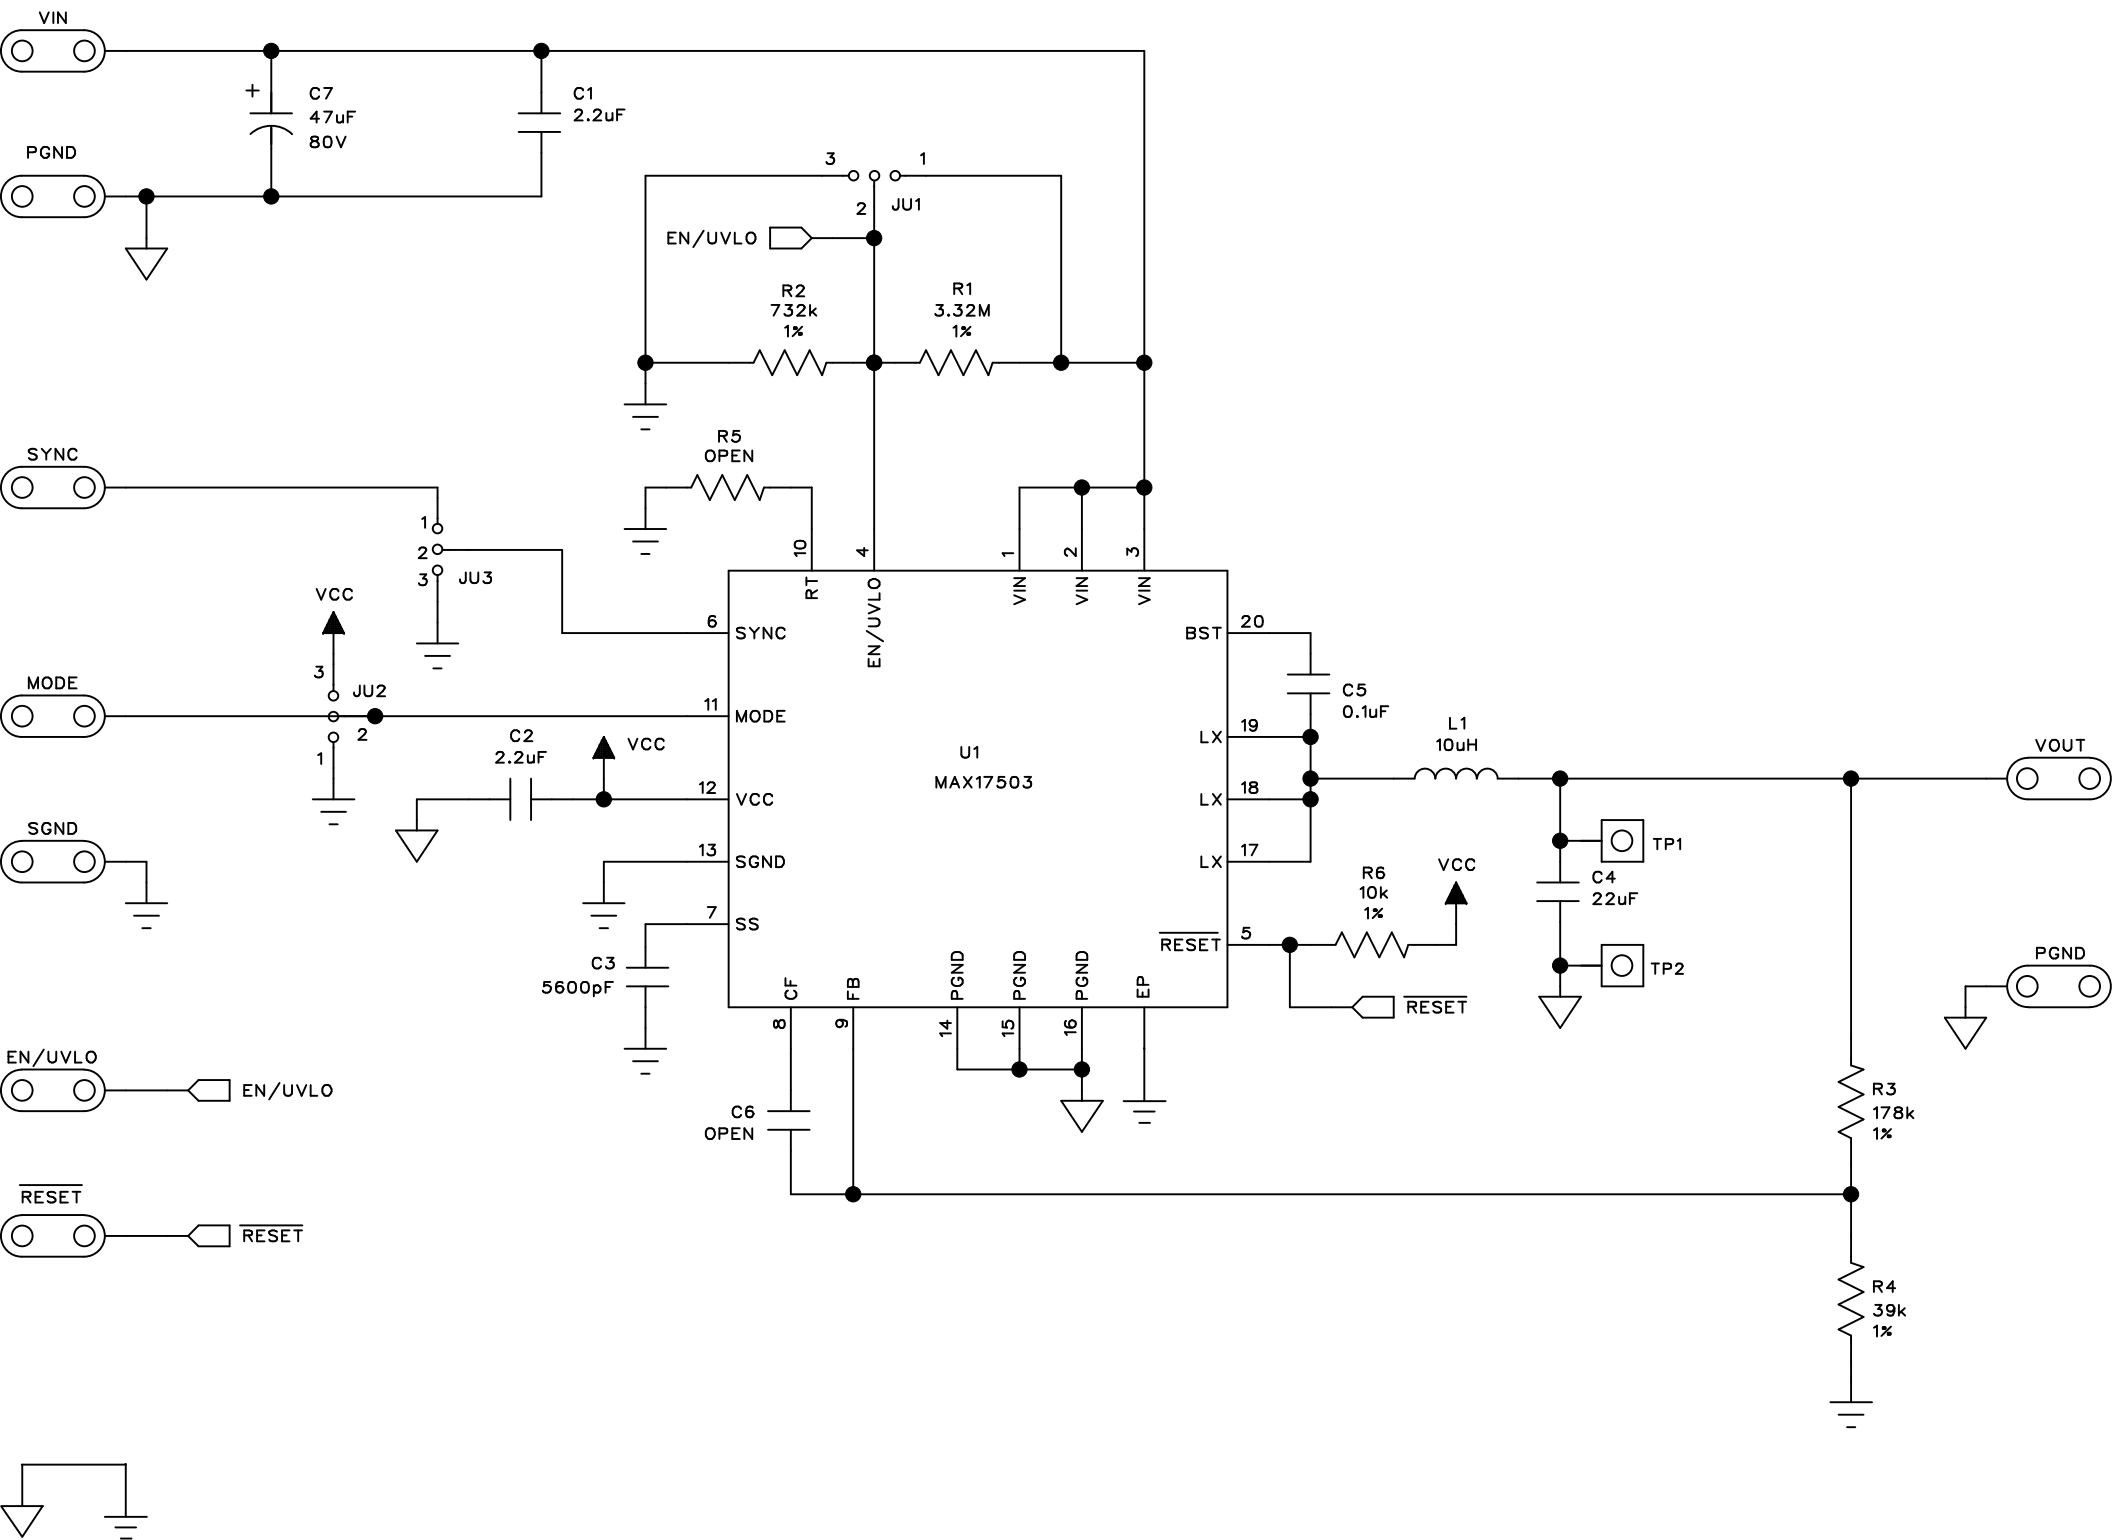 VIN
+
C7
47uF
80V
C1
2.2uF
PGND
3
1
2
JU1
EN/UVLO
R2
732k
1%
R1
3.32M
1%
R5
OPEN
SYNC
1
2
3
JU3
10
4
1
2
3
RT
EN/UVLO
VIN
VIN
VIN
VCC
3
JU2
2
1
MODE
6
SYNC
11
MODE
C2
2.2uF
VCC
12
VCC
13
SGND
7
SS
U1
MAX17503
BST
20
C5
0.1uF
LX
19
LX
18
LX
17
L1
10uH
VOUT
TP1
C4
22uF
TP2
PGND
SGND
R6
10k
1%
VCC
RESET
5
RESET
C3
5600pF
CF
FB
PGND
PGND
PGND
EP
8
9
14
15
16
C6
OPEN
EN/UVLO
EN/UVLO
R3
178k
1%
RESET
RESET
R4
39k
1%